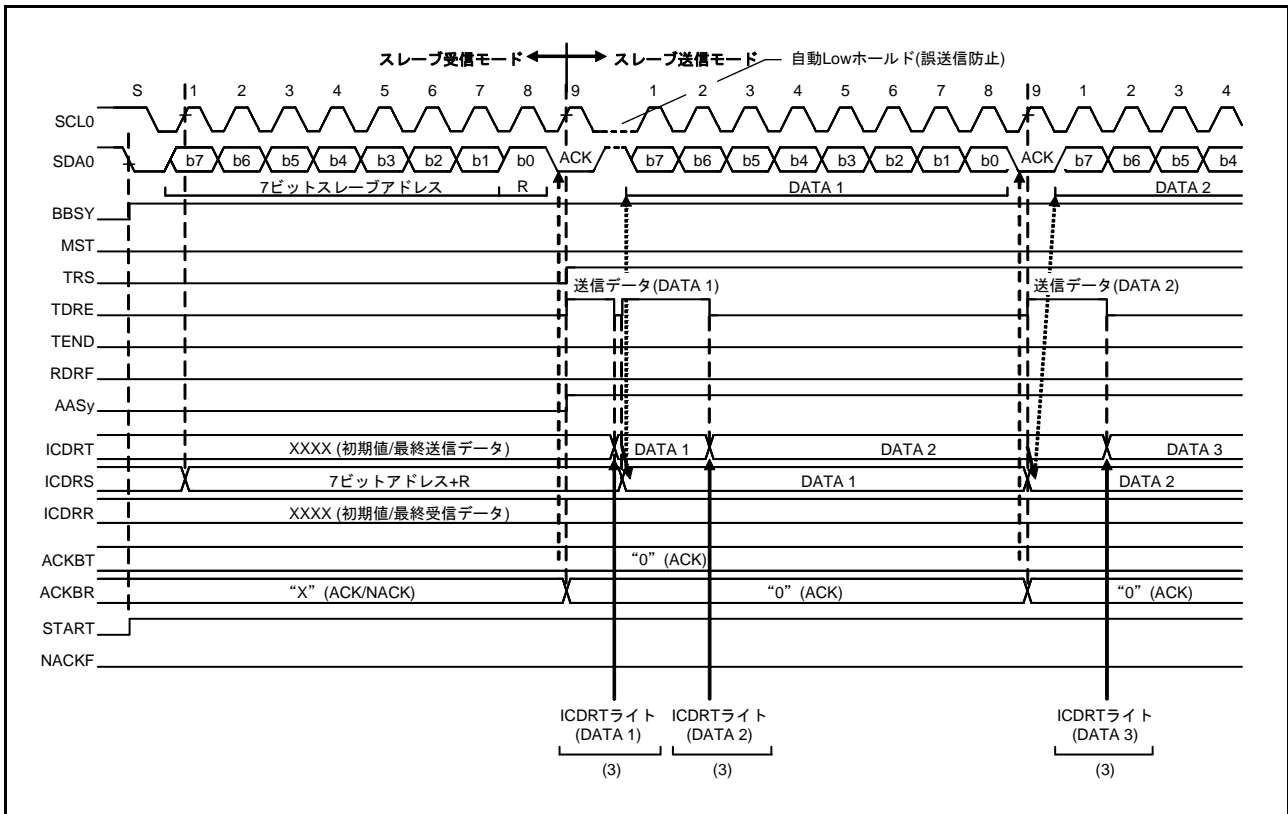 スレーブ受信モード スレーブ送信モード 自動Lowホールド(誤送信防止)
S 1 2 3 4 5 6 7 8 9 1 2 3 4 5 6 7 8 9 1 2 3 4
SCL0
SDA0 b7 b6 b5 b4 b3 b2 b1 b0 ACK b7 b6 b5 b4 b3 b2 b1 b0 ACK b7 b6 b5 b4
7ビットスレーブアドレス R DATA 1 DATA 2
BBSY
MST
TRS
送信データ(DATA 1) 送信データ(DATA 2)
TDRE
TEND
RDRF
AASy
ICDRT XXXX (初期値/最終送信データ) DATA 1 DATA 2 DATA 3
ICDRS 7ビットアドレス+R DATA 1 DATA 2
ICDRR XXXX (初期値/最終受信データ)
ACKBT “0” (ACK)
ACKBR “X” (ACK/NACK) “0” (ACK) “0” (ACK)
START
NACKF
ICDRTライト ICDRTライト ICDRTライト
(DATA 1) (DATA 2) (DATA 3)
(3) (3) (3)